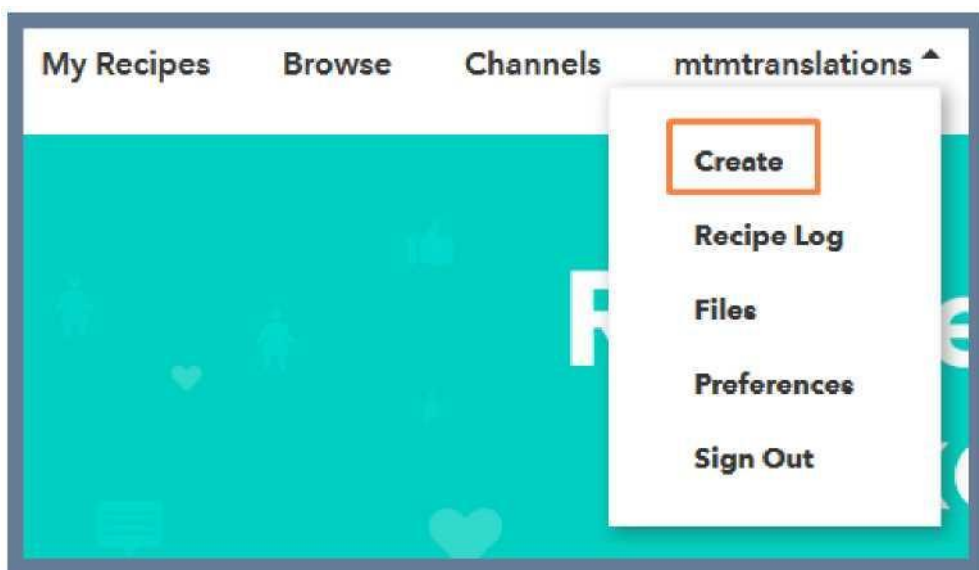 My Recipes Browse Channels mtmtranslations
Create
Recipe Log
Files
Preferences
Sign Out